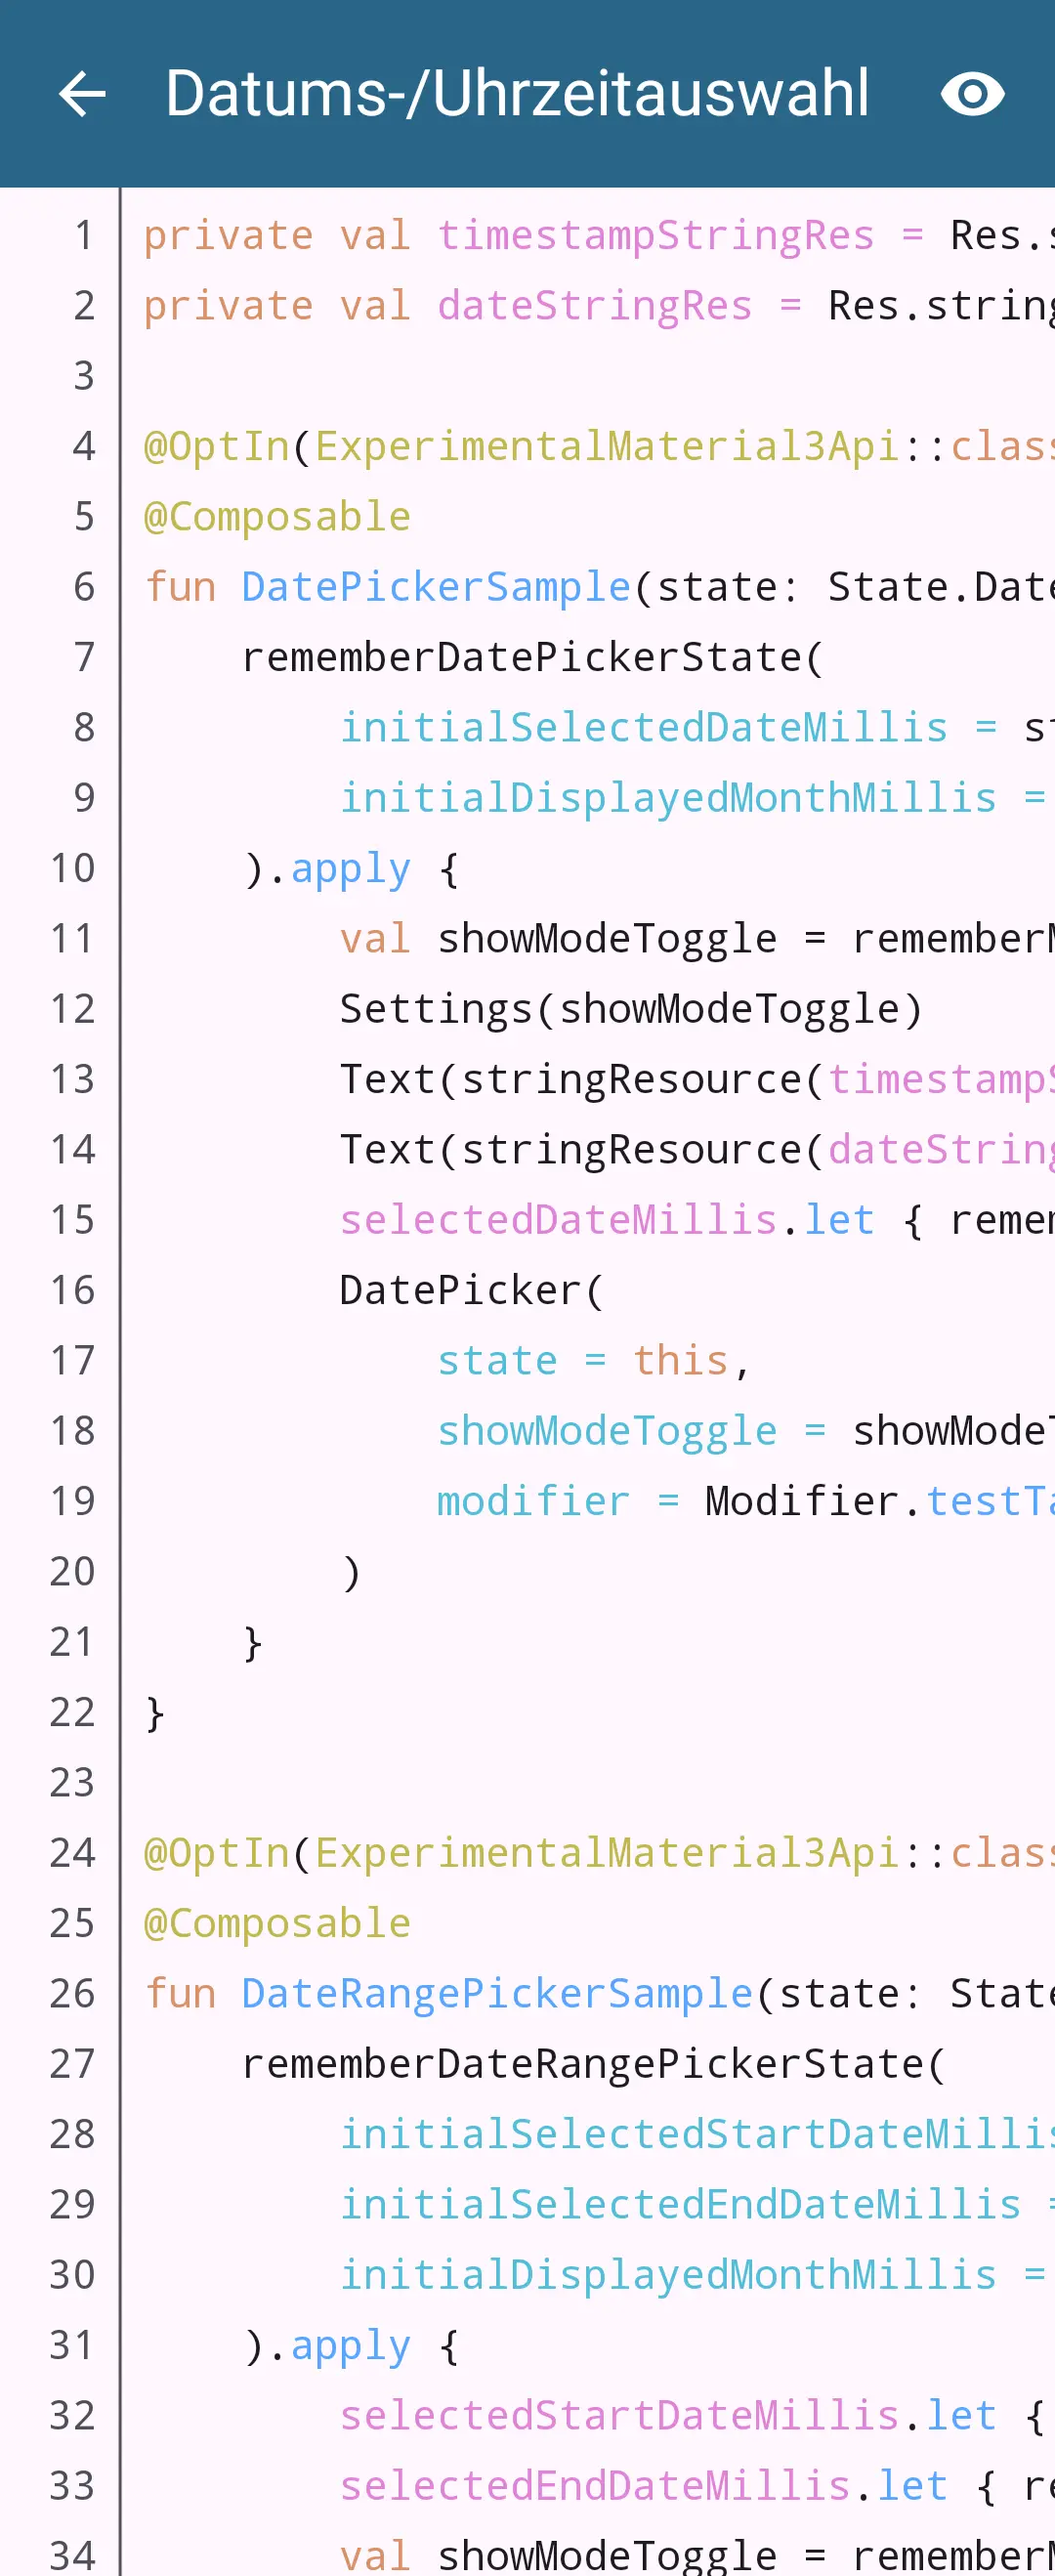 Datums-/Uhrzeitauswahl
1 private val timestampStringRes = Res.s
2 private val dateStringRes = Res.string
3
4 @OptIn(ExperimentalMaterial3Api::class
5 @Composable
6 fun DatePickerSample(state: State.Date
7     rememberDatePickerState(
8         initialSelectedDateMillis = st
9         initialDisplayedMonthMillis =
10     ).apply {
11         val showModeToggle = rememberM
12         Settings(showModeToggle)
13         Text(stringResource(timestampS
14         Text(stringResource(dateString
15         selectedDateMillis.let { remem
16         DatePicker(
17             state = this,
18             showModeToggle = showModeT
19             modifier = Modifier.testTa
20         )
21     }
22 }
23
24 @OptIn(ExperimentalMaterial3Api::class
25 @Composable
26 fun DateRangePickerSample(state: State
27     rememberDateRangePickerState(
28         initialSelectedStartDateMillis
29         initialSelectedEndDateMillis =
30         initialDisplayedMonthMillis =
31     ).apply {
32         selectedStartDateMillis.let {
33         selectedEndDateMillis.let { re
34         val showModeToggle = rememberM